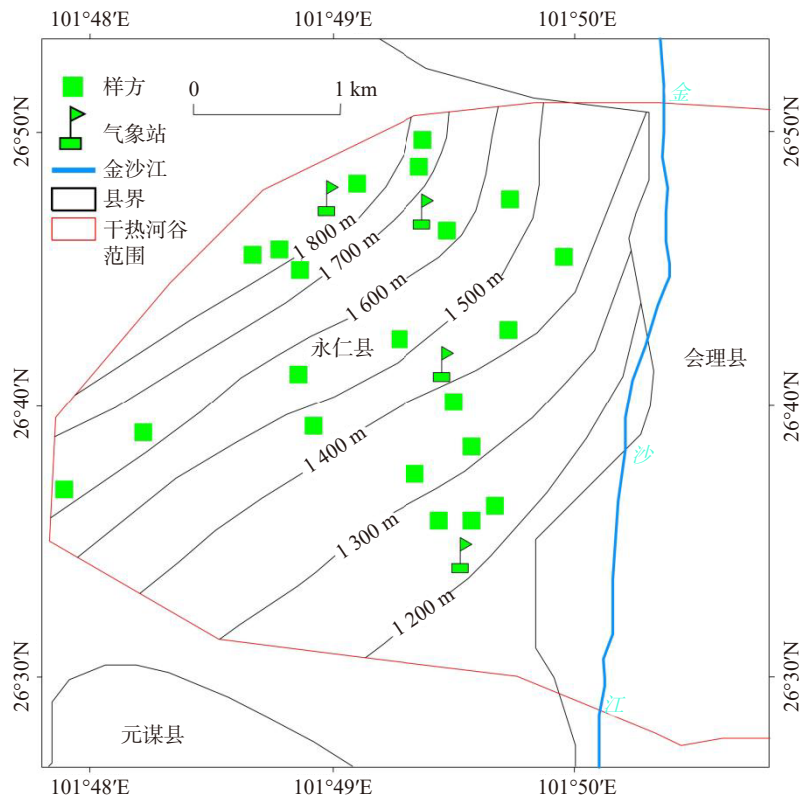 101°48′E 101°49′E 101°50′E
26°50′N
26°40′N
26°30′N
样方
气象站
金沙江
县界
干热河谷
范围
0 1 km
金
沙
江
1 800 m
1 700 m
1 600 m
1 500 m
1 400 m
1 300 m
1 200 m
永仁县
会理县
元谋县
26°50′N
26°40′N
26°30′N
101°48′E 101°49′E 101°50′E